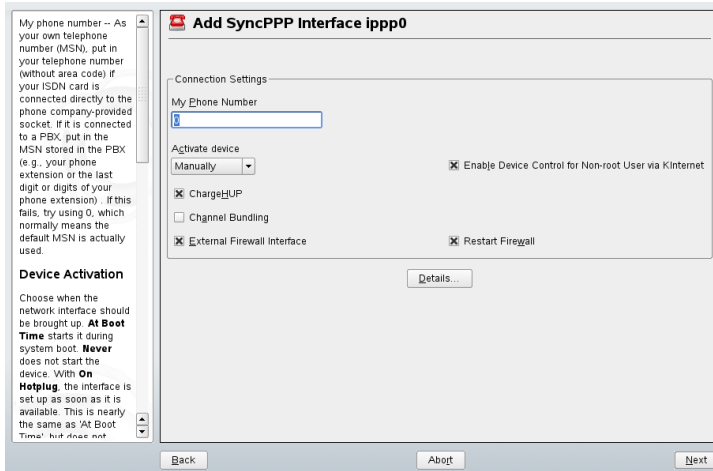 My phone number -- As
your own telephone
number (MSN), put in
your telephone number
(without area code) if
your ISDN card is
connected directly to the
phone company-provided
socket. If it is connected
to a PBX, put in the
MSN stored in the PBX
(e.g., your phone
extension or the last
digit or digits of your
phone extension) . If this
fails, try using 0, which
normally means the
default MSN is actually
used.
Device Activation
Choose when the
network interface should
be brought up. At Boot
Time starts it during
system boot. Never
does not start the
device. With On
Hotplug, the interface is
set up as soon as it is
available. This is nearly
the same as 'At Boot
Time', but does not
Add SyncPPP Interface ippp0
Connection Settings
My Phone Number
0
Activate device
Manually
Enable Device Control for Non-root User via KInternet
ChargeHUP
Channel Bundling
External Firewall Interface
Restart Firewall
Details...
Back
Abort
Next